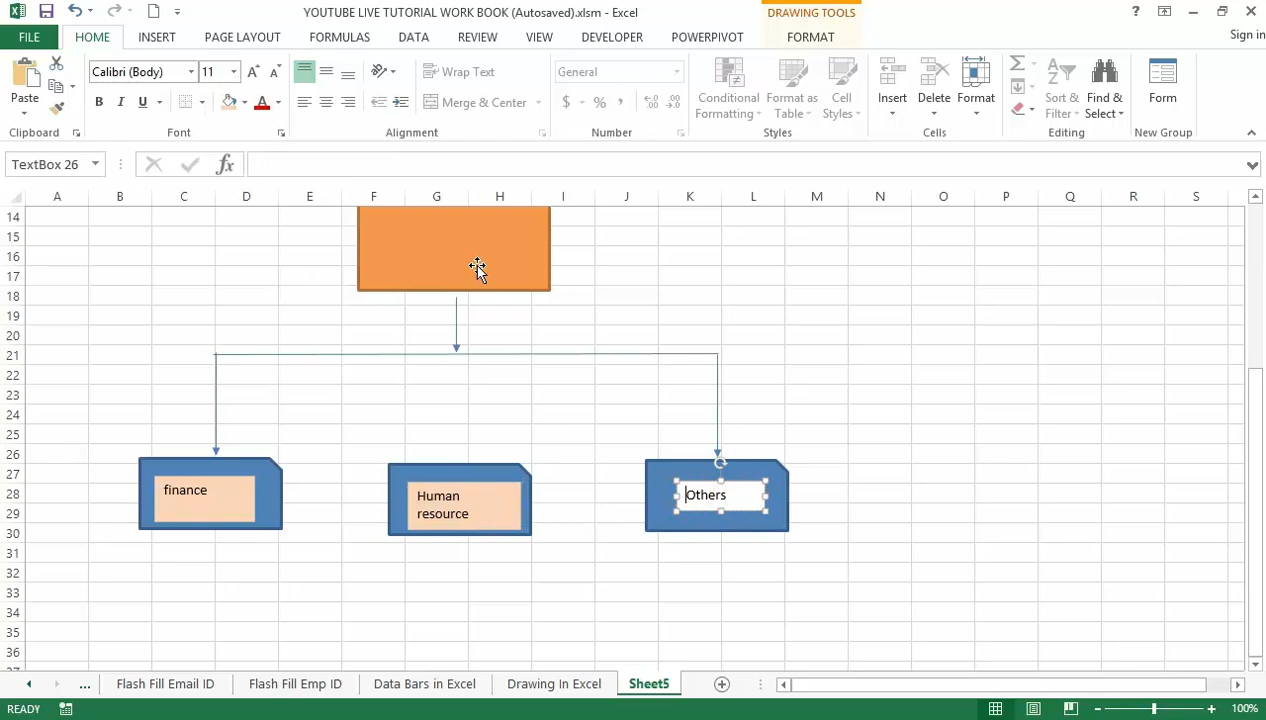 YOUTUBE LIVE TUTORIAL WORK BOOK (Autosaved).xlsm - Excel
DRAWING TOOLS
?
FILE HOME INSERT PAGE LAYOUT FORMULAS DATA REVIEW VIEW DEVELOPER POWERPIVOT FORMAT
Sign in
Calibri (Body) 11 A A Wrap Text General
Paste B I U A Merge & Center $ % , .00 .0
Conditional Formatting
Format as Table
Cell Styles
Insert Delete Format
Sort & Filter
Find & Select
Form
Clipboard Font Alignment Number Styles Cells Editing New Group
TextBox 26 fx
A B C D E F G H I J K L M N O P Q R S
14
15
16
17
18
19
20
21
22
23
24
25
26
27
28
29
30
31
32
33
34
35
36
37
finance
Human
resource
Others
... Flash Fill Email ID Flash Fill Emp ID Data Bars in Excel Drawing In Excel Sheet5
READY 100%